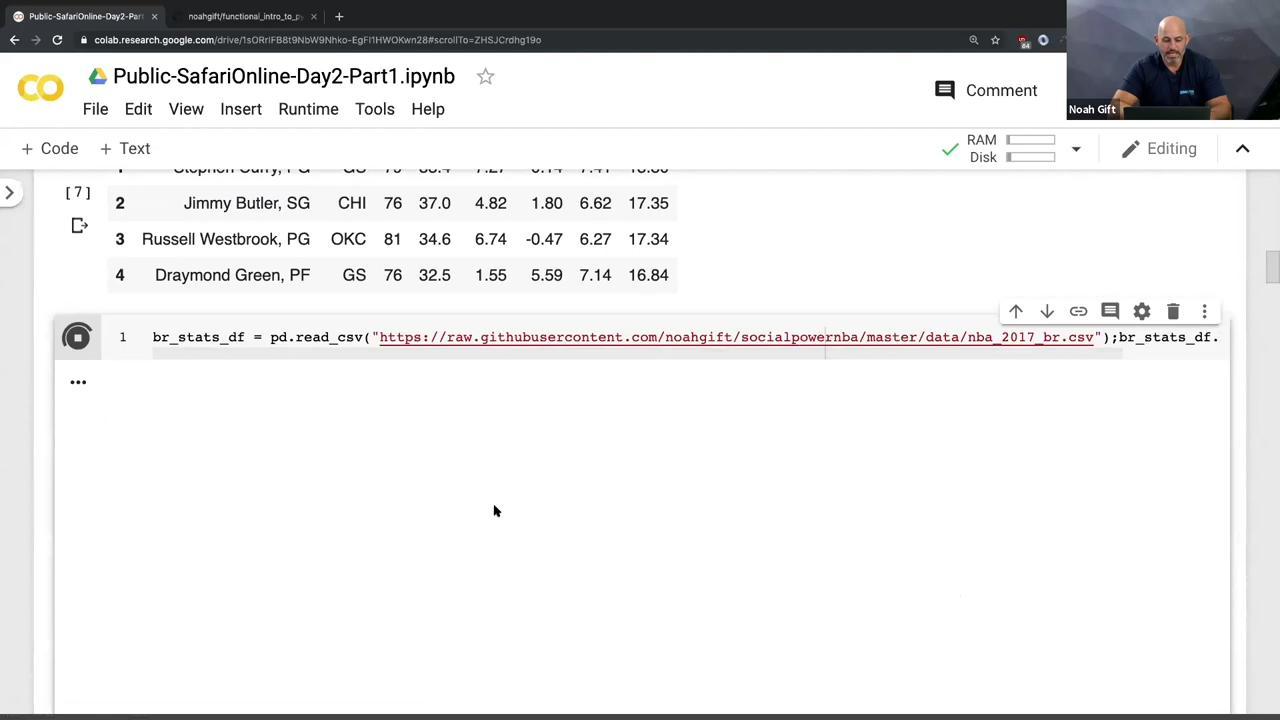 Public-SafariOnline-Day2-Part
noahgift/functional_intro_to_py
colab.research.google.com/drive/1sORrIFB8t9NbW9Nhko-EgFI1HWOKwn28#scrollTo=ZHSJCrdhg19o
64
CO
Public-SafariOnline-Day2-Part1.ipynb
Comment
Noah Gift
File Edit View Insert Runtime Tools Help
+ Code + Text
RAM
Disk
Editing
[7]
2 Jimmy Butler, SG CHI 76 37.0 4.82 1.80 6.62 17.35
3 Russell Westbrook, PG OKC 81 34.6 6.74 -0.47 6.27 17.34
4 Draymond Green, PF GS 76 32.5 1.55 5.59 7.14 16.84
1 br_stats_df = pd.read_csv("https://raw.githubusercontent.com/noahgift/socialpowernba/master/data/nba_2017_br.csv");br_stats_df.